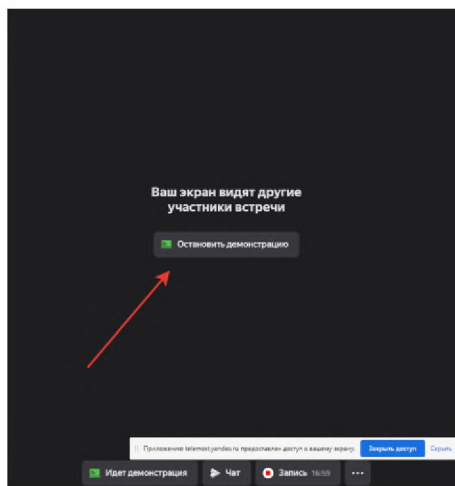 Ваш экран видят другие
участники встречи
Остановить демонстрацию
Приложению telemost.yandex.ru предоставлен доступ к вашему экрану. Закрыть доступ Скрыть
Идет демонстрация Чат Запись 16:59